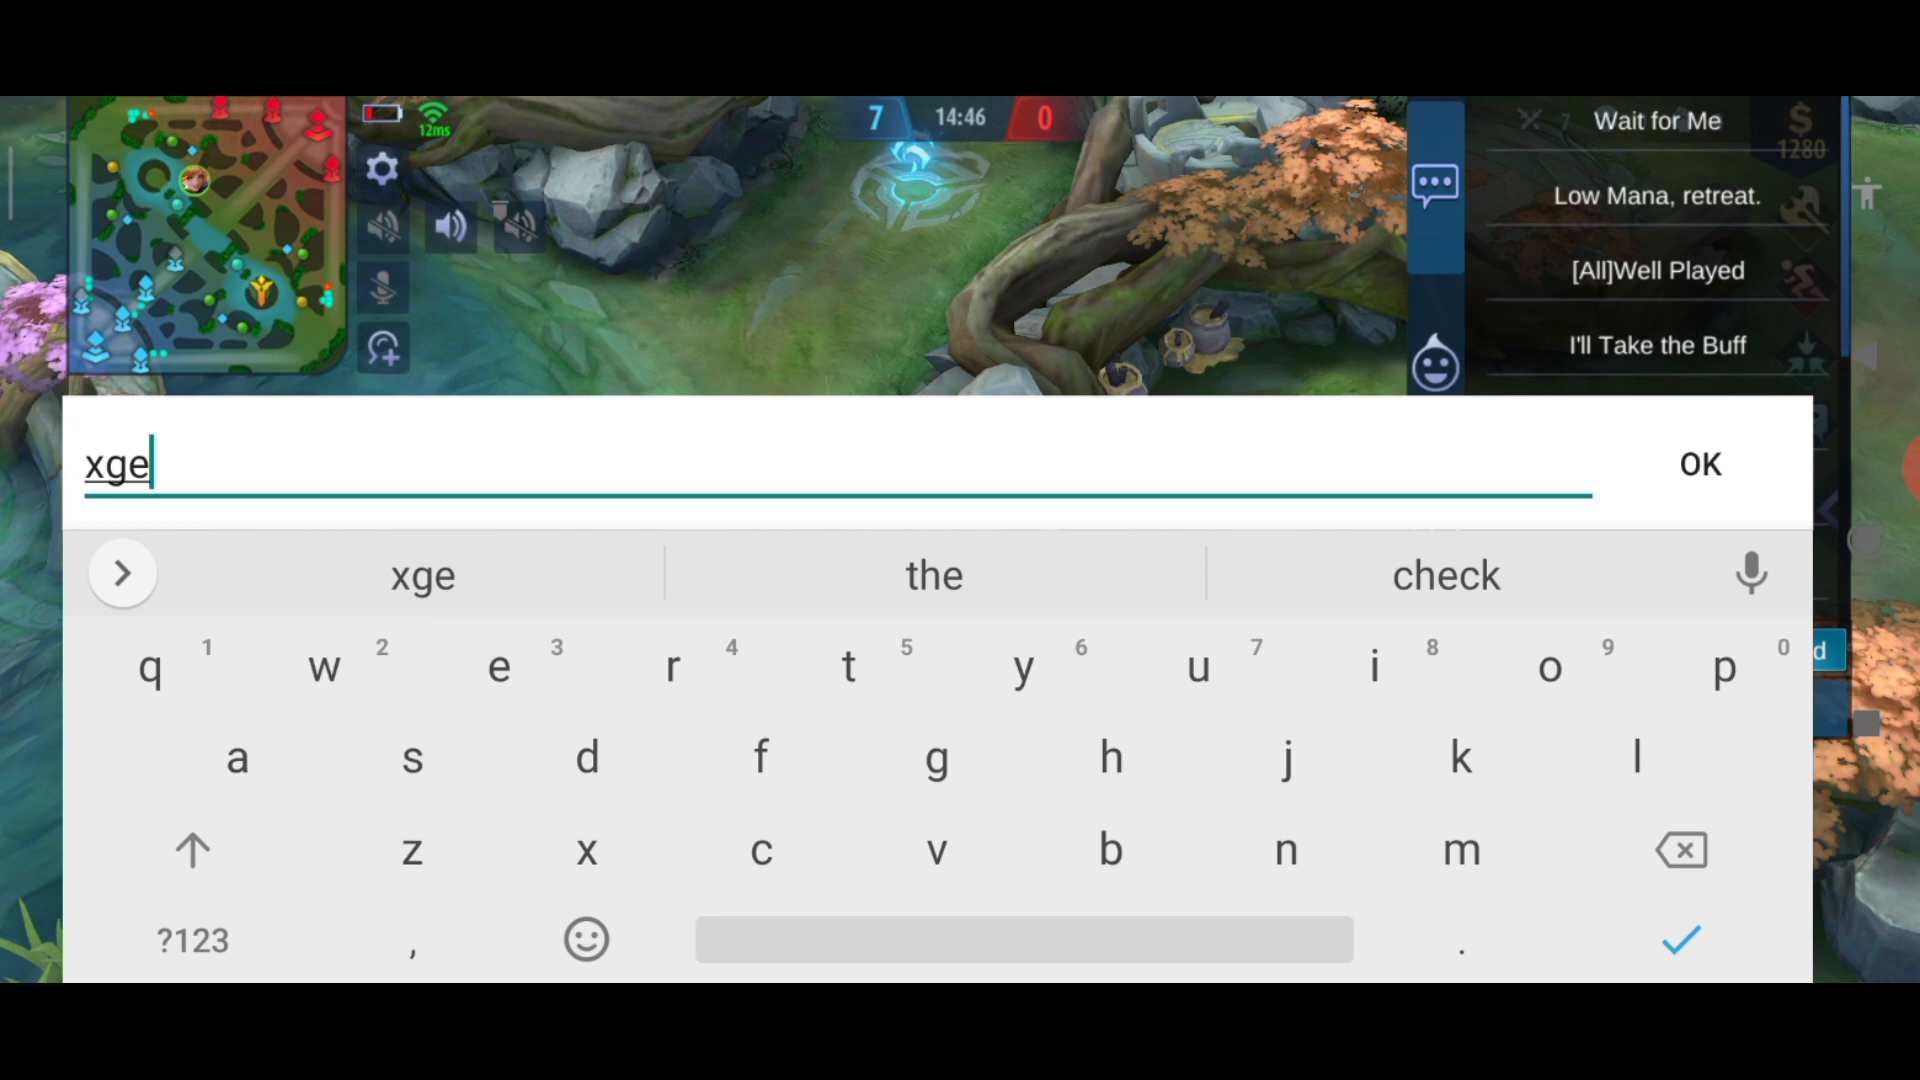 12ms
7 14:46 0
7 Wait for Me
1280
Low Mana, retreat.
[All]Well Played
I'll Take the Buff
xge OK
xge the check
d
q 1 w 2 e 3 r 4 t 5 y 6 u 7 i 8 o 9 p 0
a s d f g h j k l
z x c v b n m
?123 , .